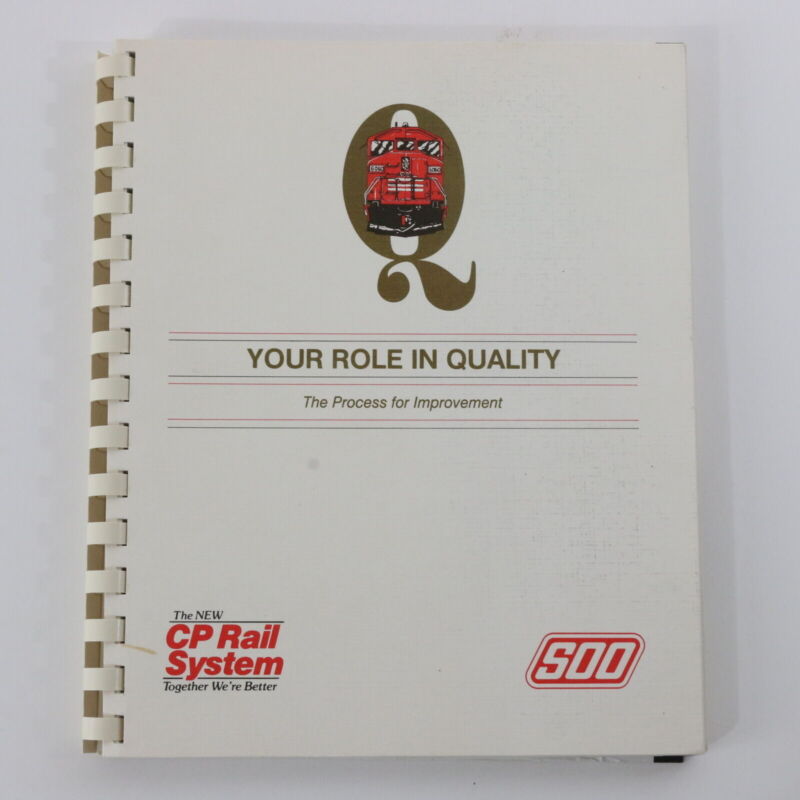 Q
YOUR ROLE IN QUALITY
The Process for Improvement
The NEW
CP Rail
System
Together We're Better
SOO